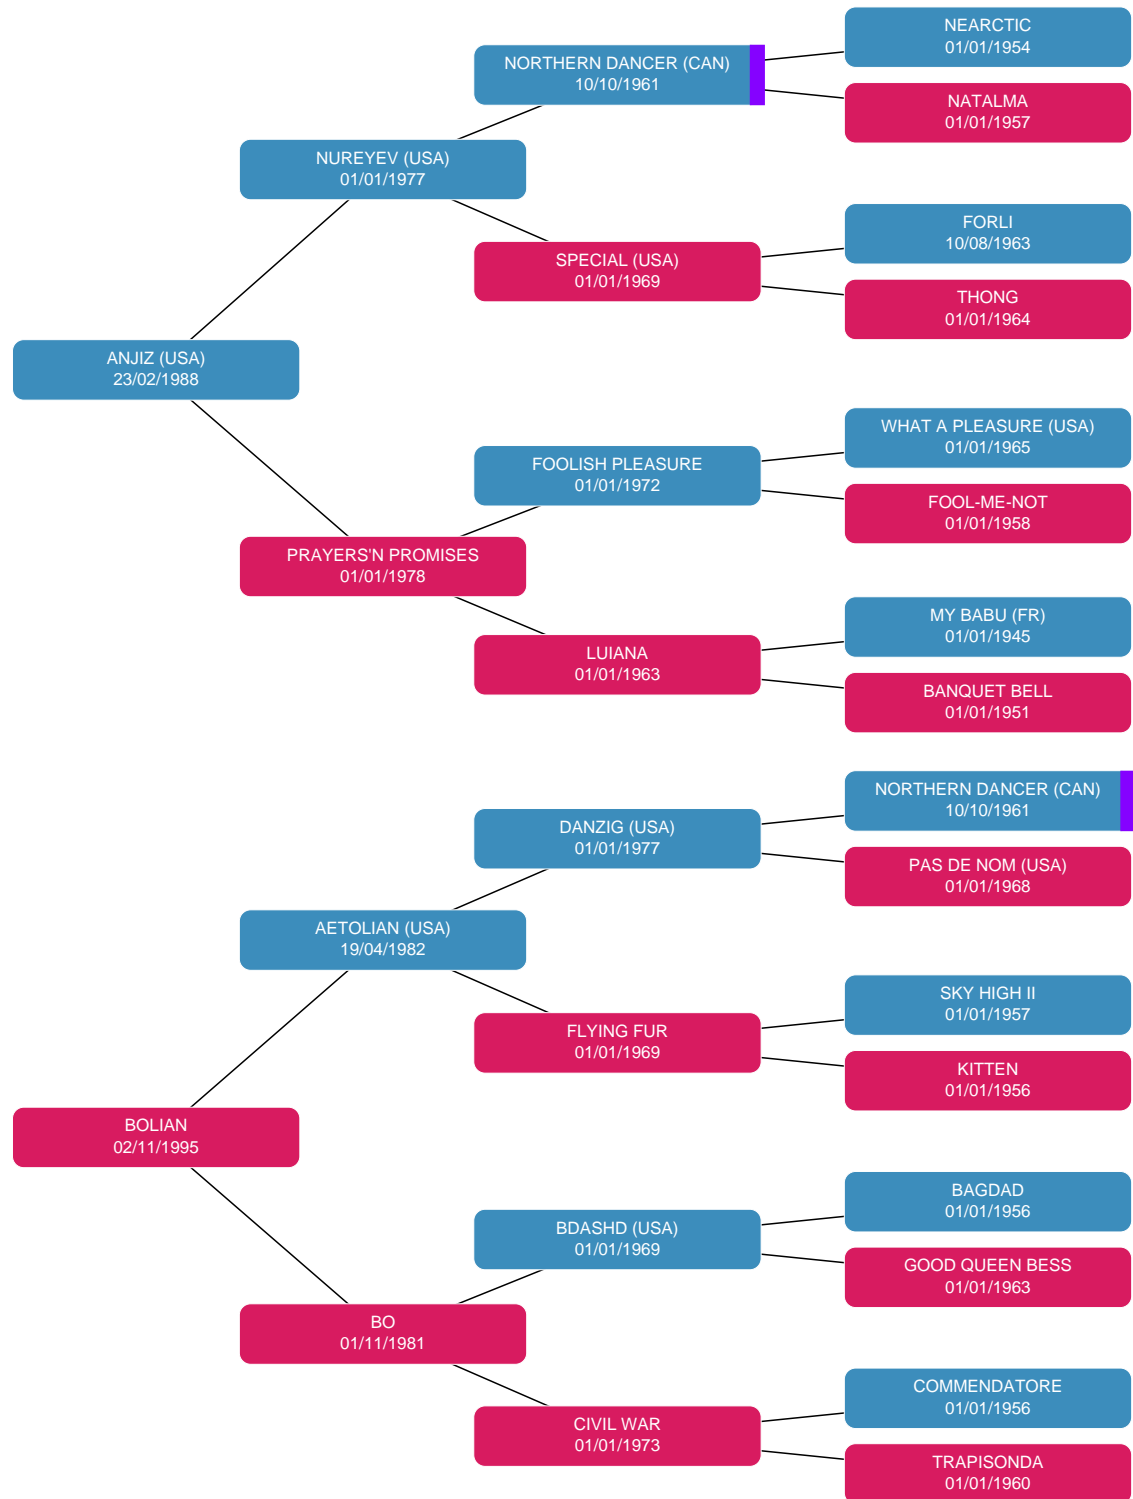 NEARCTIC
01/01/1954
NORTHERN DANCER (CAN)
10/10/1961
NATALMA
01/01/1957
NUREYEV (USA)
01/01/1977
FORLI
10/08/1963
SPECIAL (USA)
01/01/1969
THONG
01/01/1964
ANJIZ (USA)
23/02/1988
WHAT A PLEASURE (USA)
01/01/1965
FOOLISH PLEASURE
01/01/1972
FOOL-ME-NOT
01/01/1958
PRAYERS'N PROMISES
01/01/1978
MY BABU (FR)
01/01/1945
LUIANA
01/01/1963
BANQUET BELL
01/01/1951
NORTHERN DANCER (CAN)
10/10/1961
DANZIG (USA)
01/01/1977
PAS DE NOM (USA)
01/01/1968
AETOLIAN (USA)
19/04/1982
SKY HIGH II
01/01/1957
FLYING FUR
01/01/1969
KITTEN
01/01/1956
BOLIAN
02/11/1995
BAGDAD
01/01/1956
BDASHD (USA)
01/01/1969
GOOD QUEEN BESS
01/01/1963
BO
01/11/1981
COMMENDATORE
01/01/1956
CIVIL WAR
01/01/1973
TRAPISONDA
01/01/1960